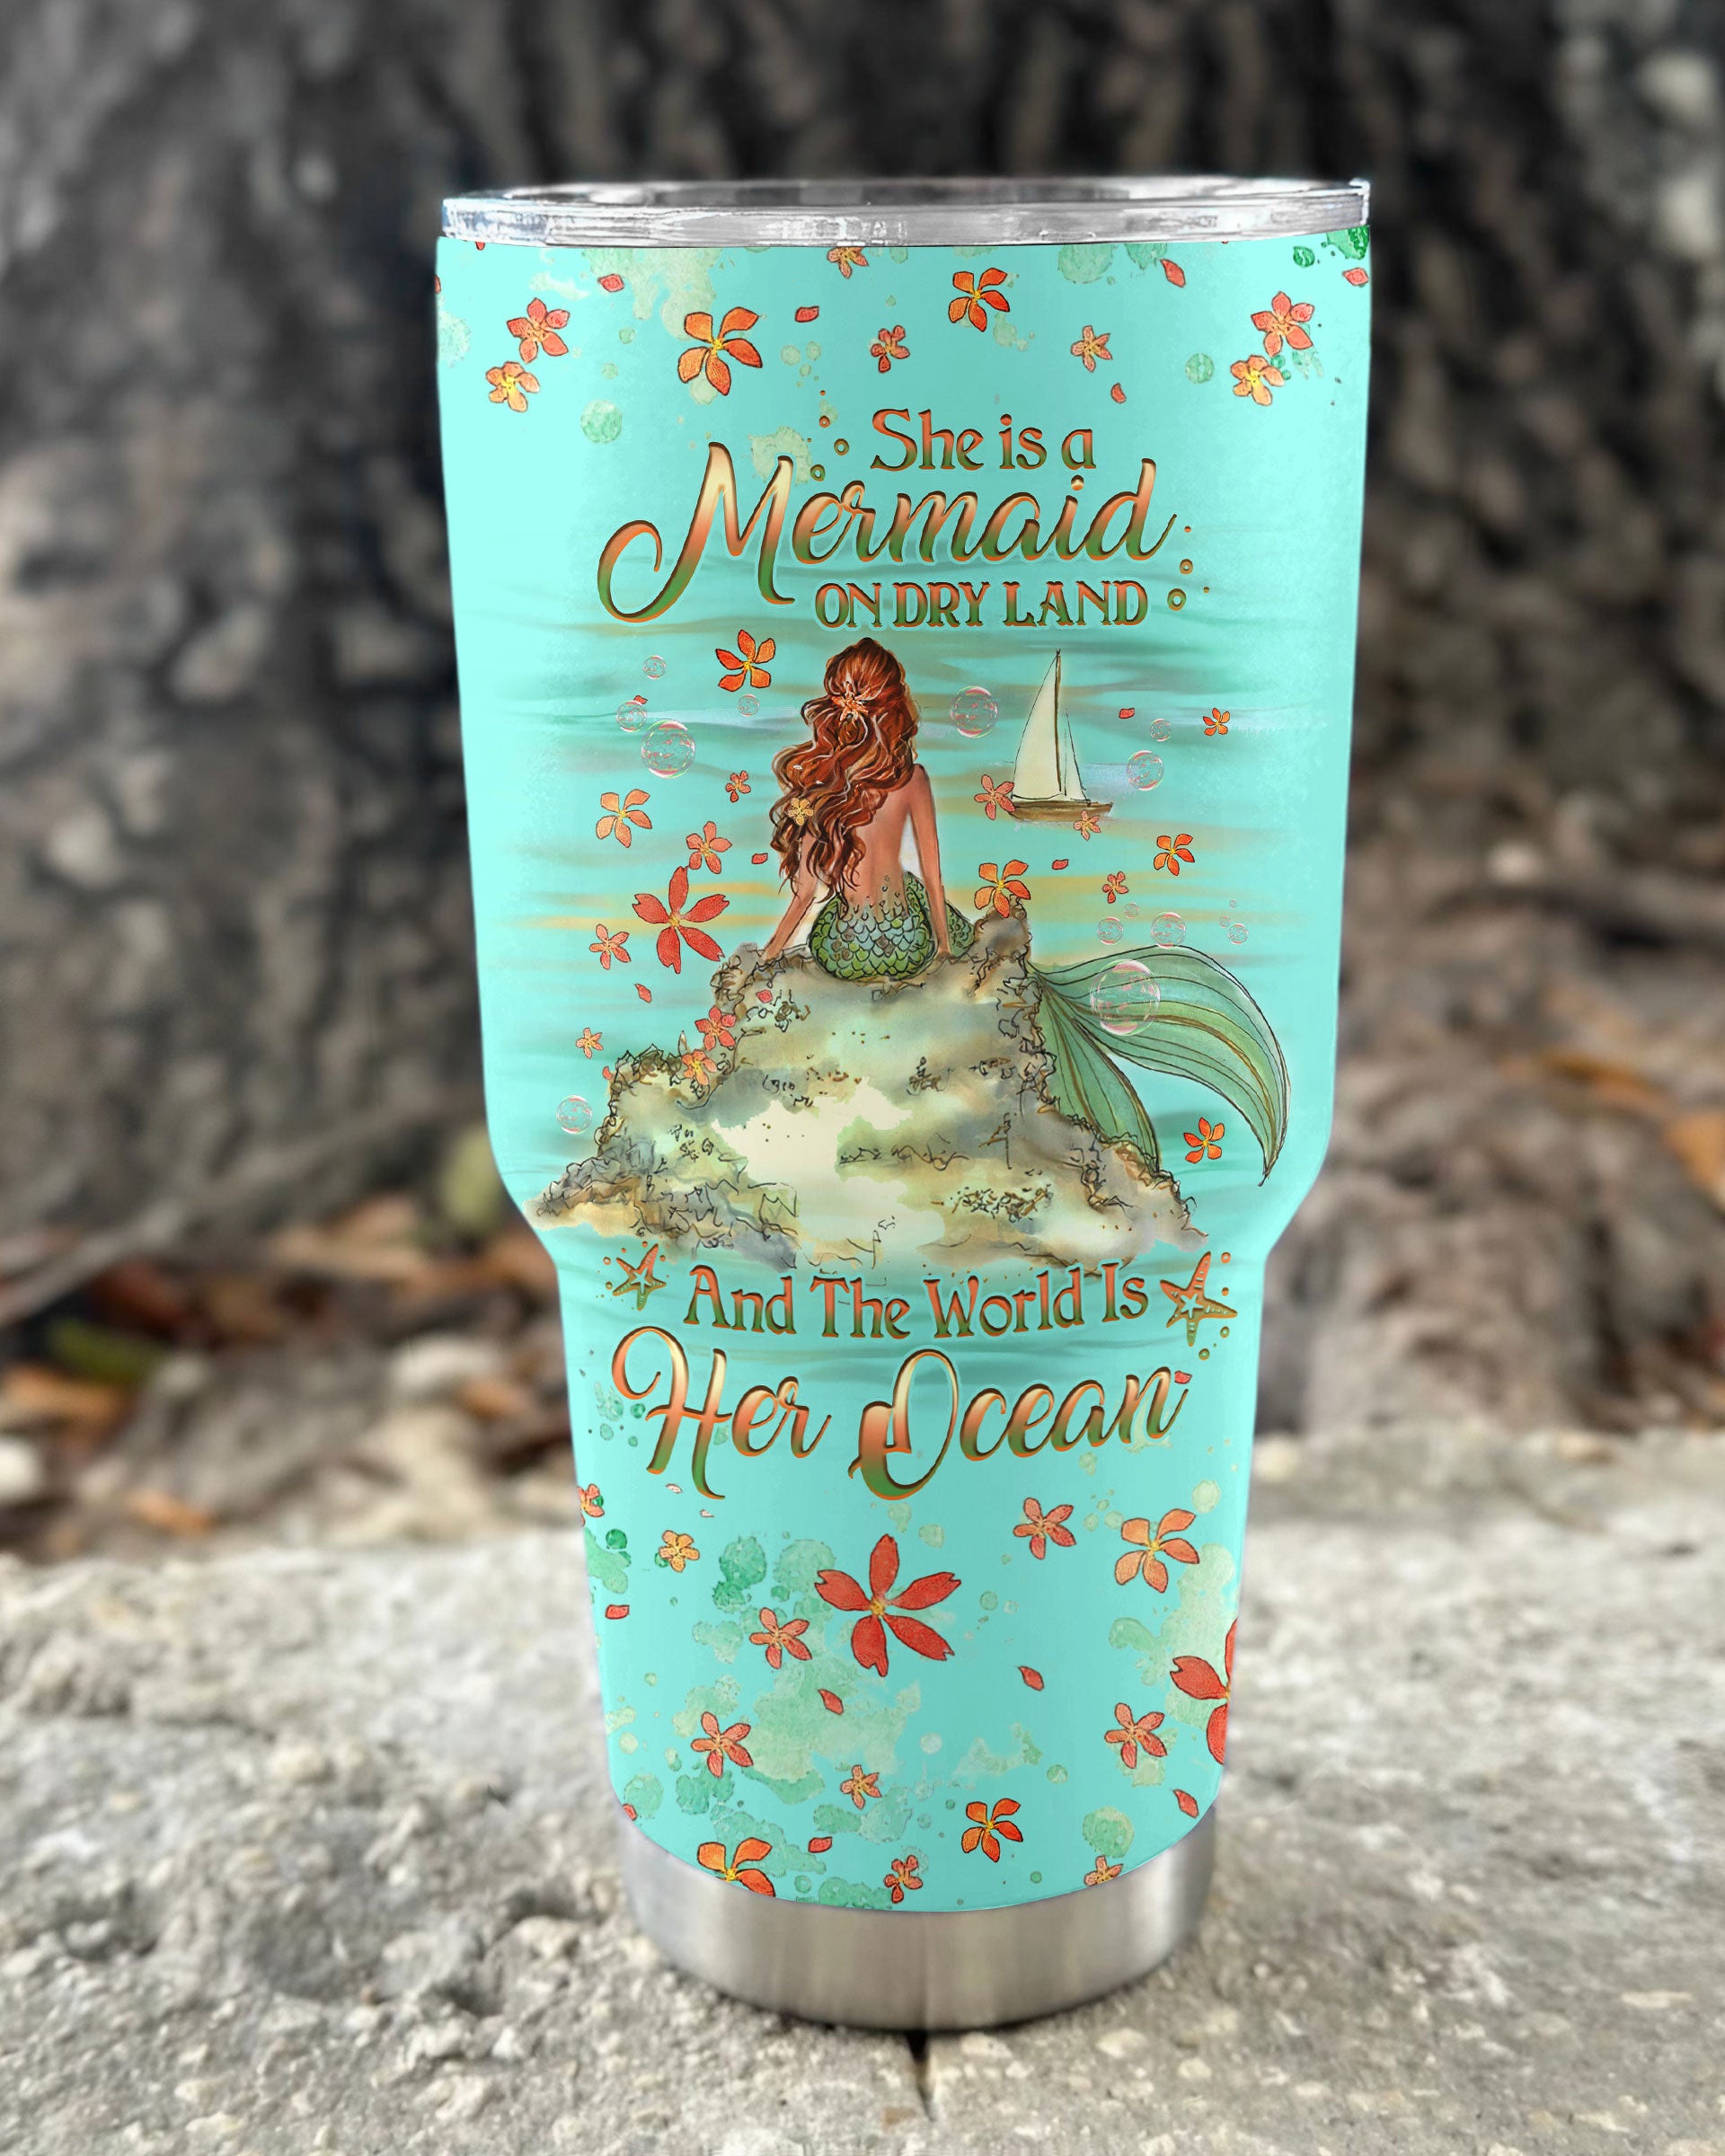 She is a
Mermaid
ON DRY LAND
And The World Is
Her Ocean